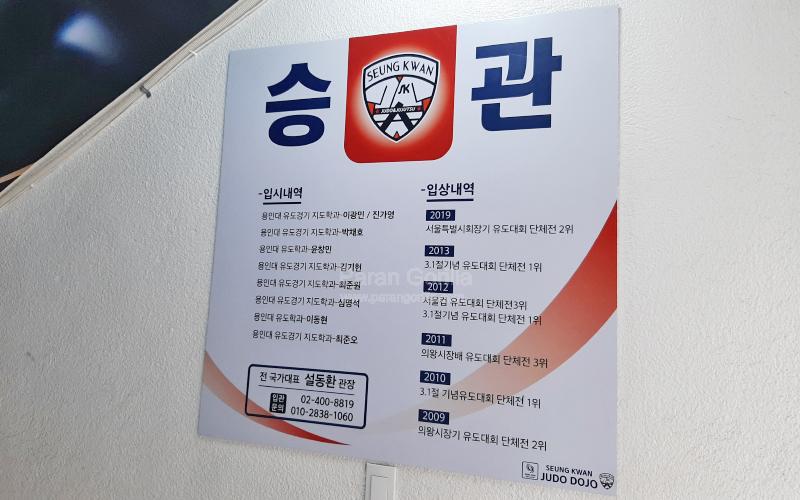 승 관
SEUNG KWAN
SK
JUDO&JUJITSU
-입시내역
용인대 유도경기 지도학과-이광민 / 진가영
용인대 유도경기 지도학과-박채호
용인대 유도학과-윤창민
용인대 유도경기 지도학과-김기헌
용인대 유도경기 지도학과-최준원
용인대 유도경기 지도학과-심명석
용인대 유도학과-이동현
용인대 유도경기 지도학과-최준오
전 국가대표 설동환 관장
입관
문의
02-400-8819
010-2838-1060
-입상내역
2019
서울특별시회장기 유도대회 단체전 2위
2013
3.1절기념 유도대회 단체전 1위
2012
서울컵 유도대회 단체전3위
3.1절기념 유도대회 단체전 1위
2011
의왕시장배 유도대회 단체전 3위
2010
3.1절 기념유도대회 단체전 1위
2009
의왕시장기 유도대회 단체전 2위
SEUNG KWAN
JUDO DOJO
Paran Gorilla